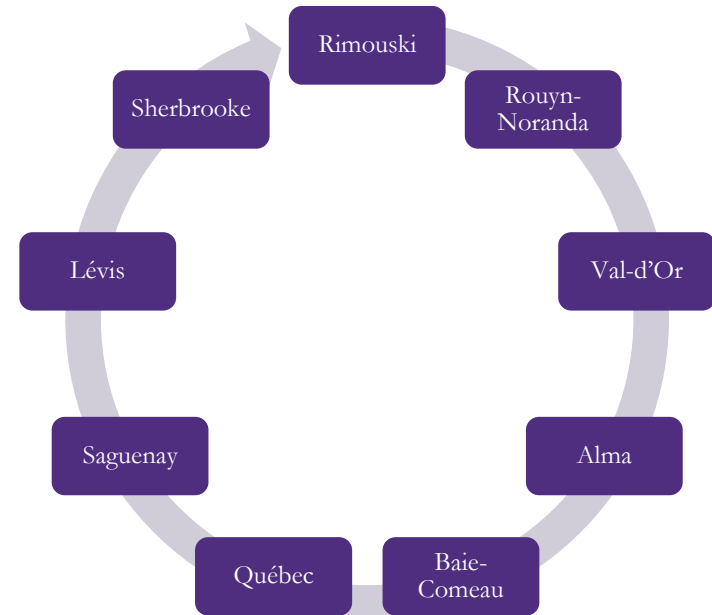 Rimouski
Rouyn-
Noranda
Val-d’Or
Alma
Baie-
Comeau
Québec
Saguenay
Lévis
Sherbrooke